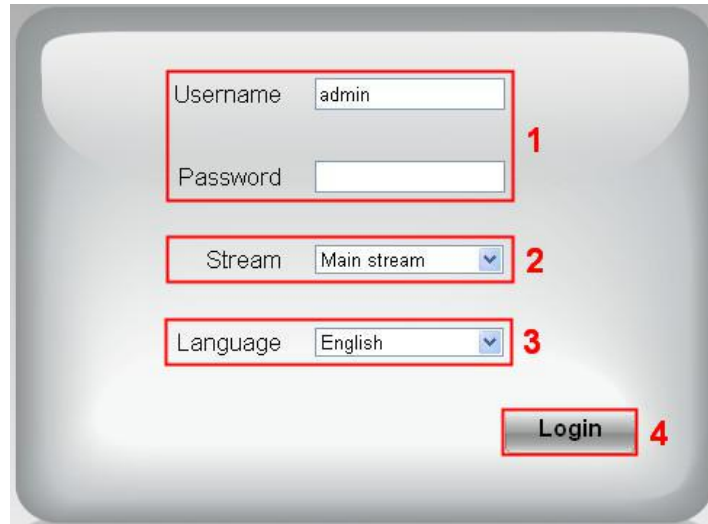 Username admin
1
Password
Stream Main stream 2
Language English 3
Login 4